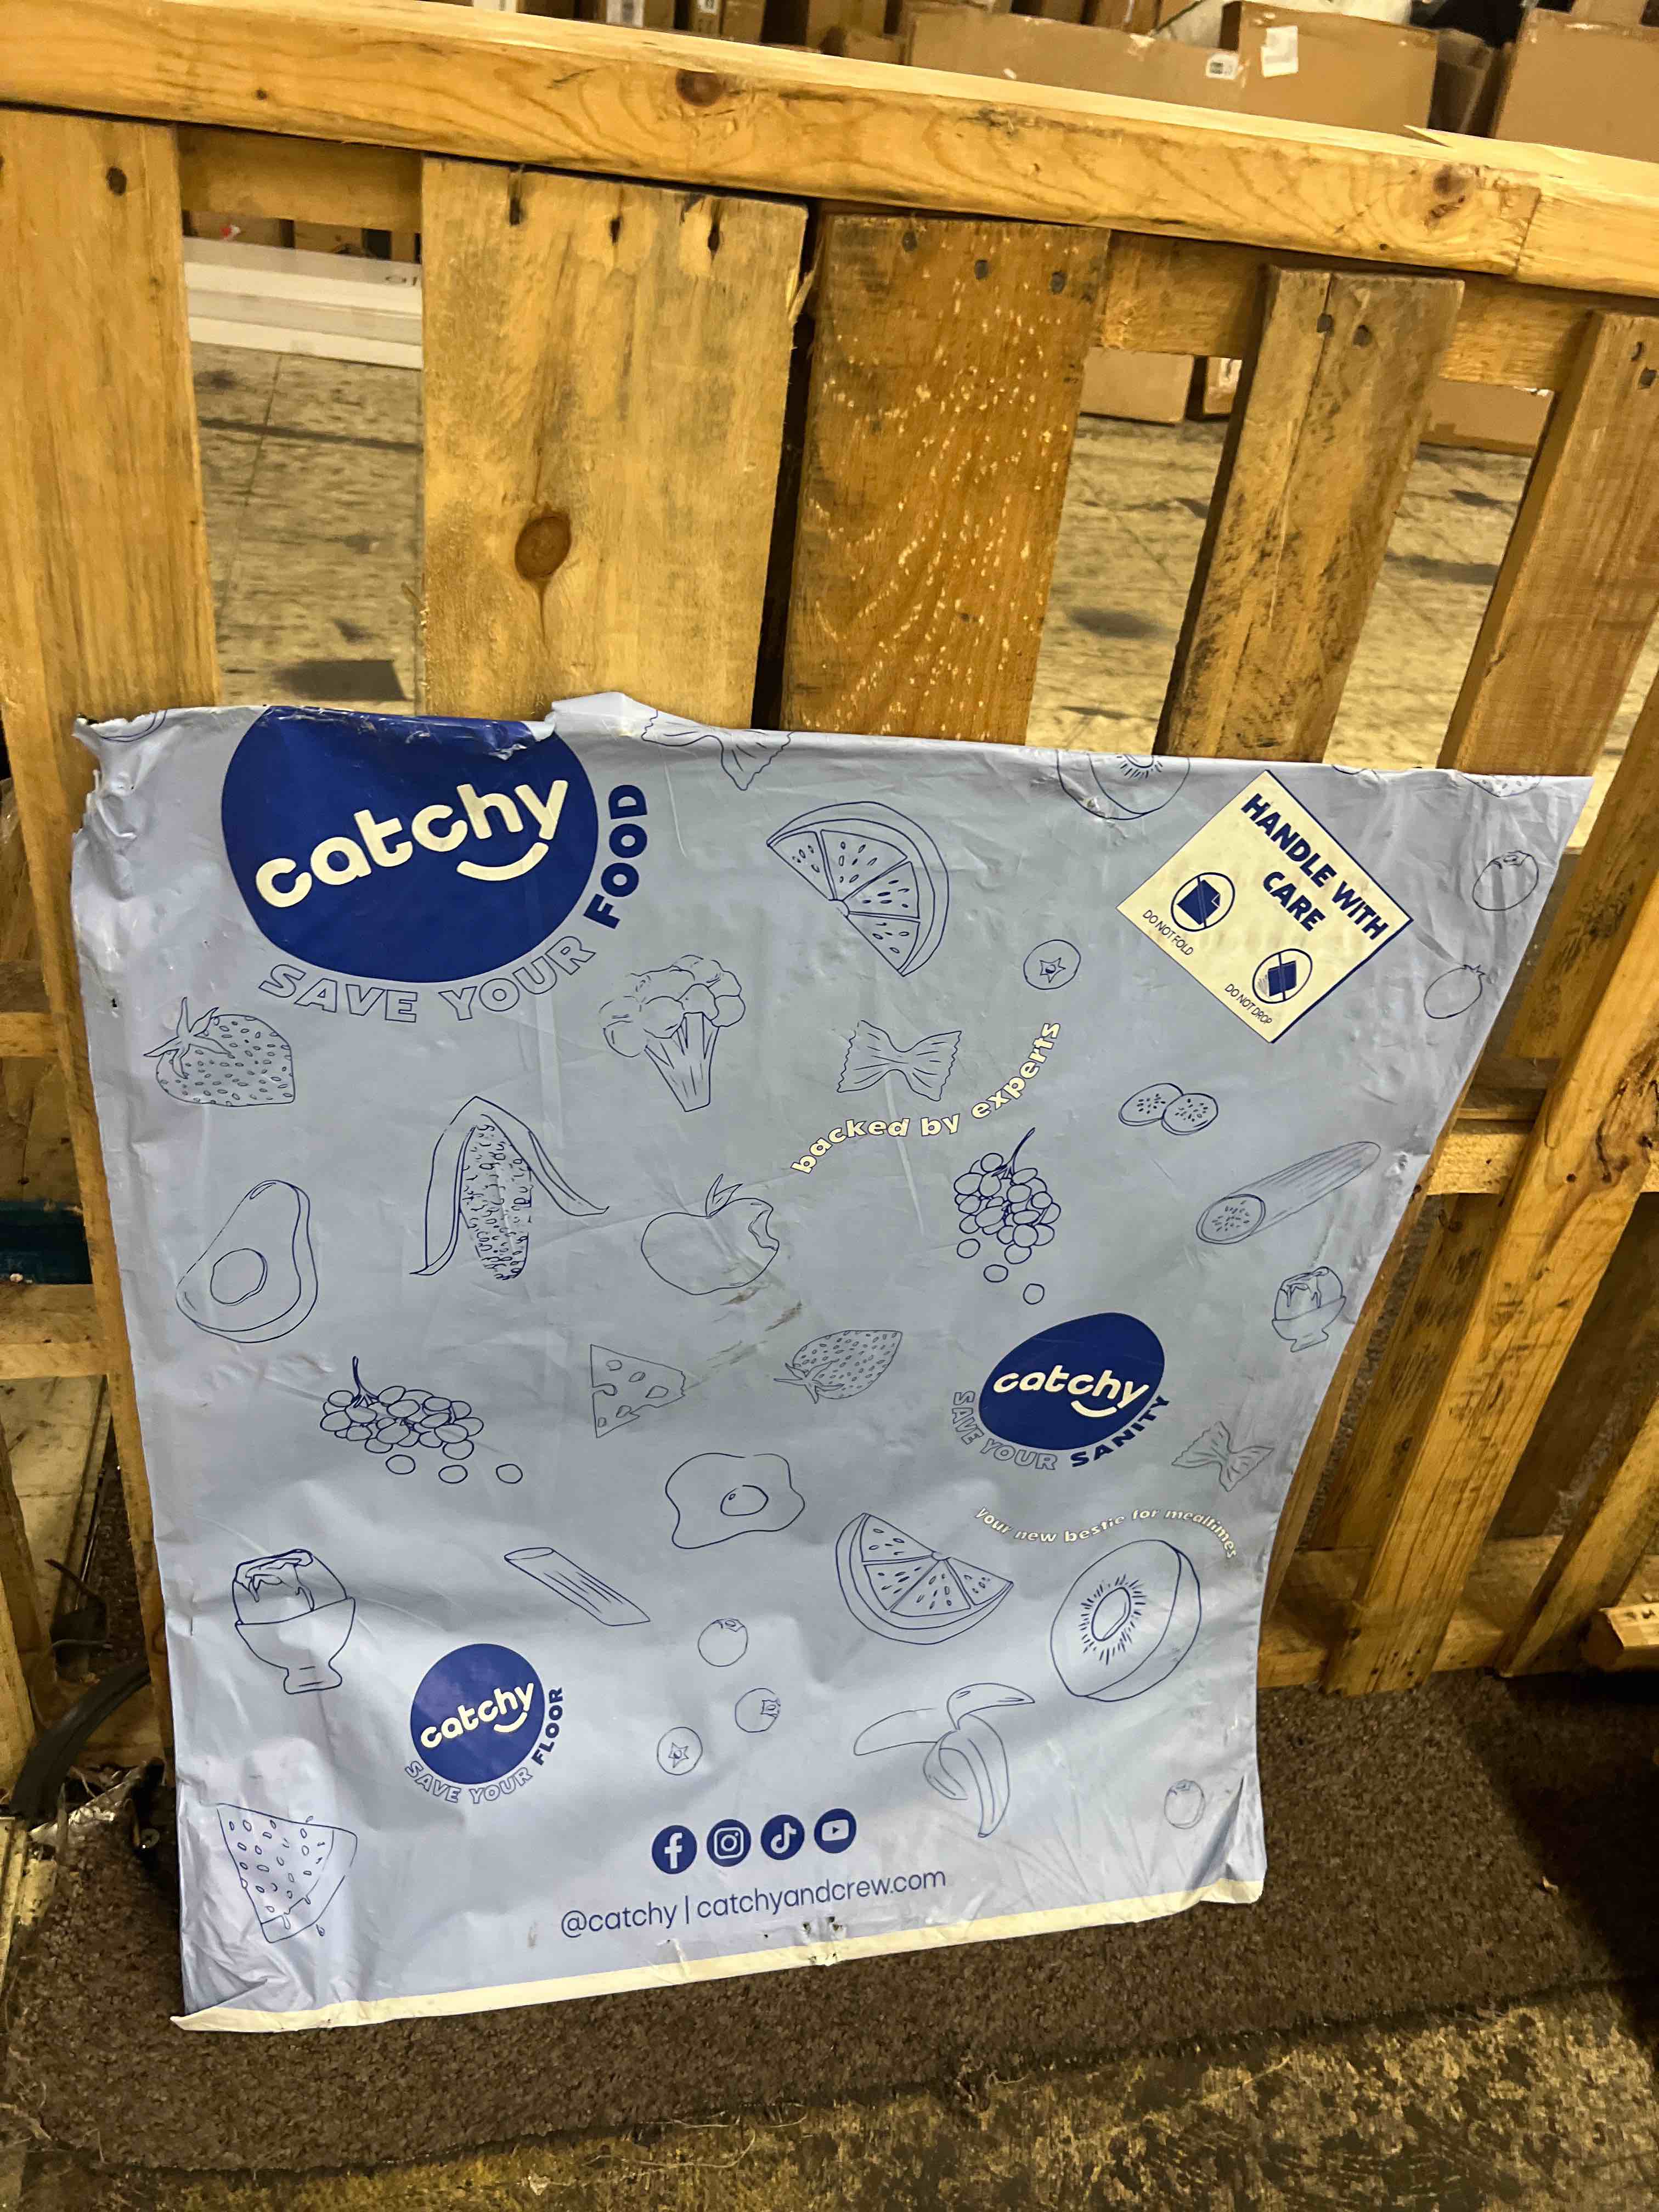 catchy
SAVE YOUR FOOD
HANDLE WITH
CARE
DO NOT FOLD
DO NOT DROP
backed by experts
catchy
SAVE YOUR SANITY
your new bestie for mealtimes
catchy
SAVE YOUR FLOOR
@catchy | catchyandcrew.com